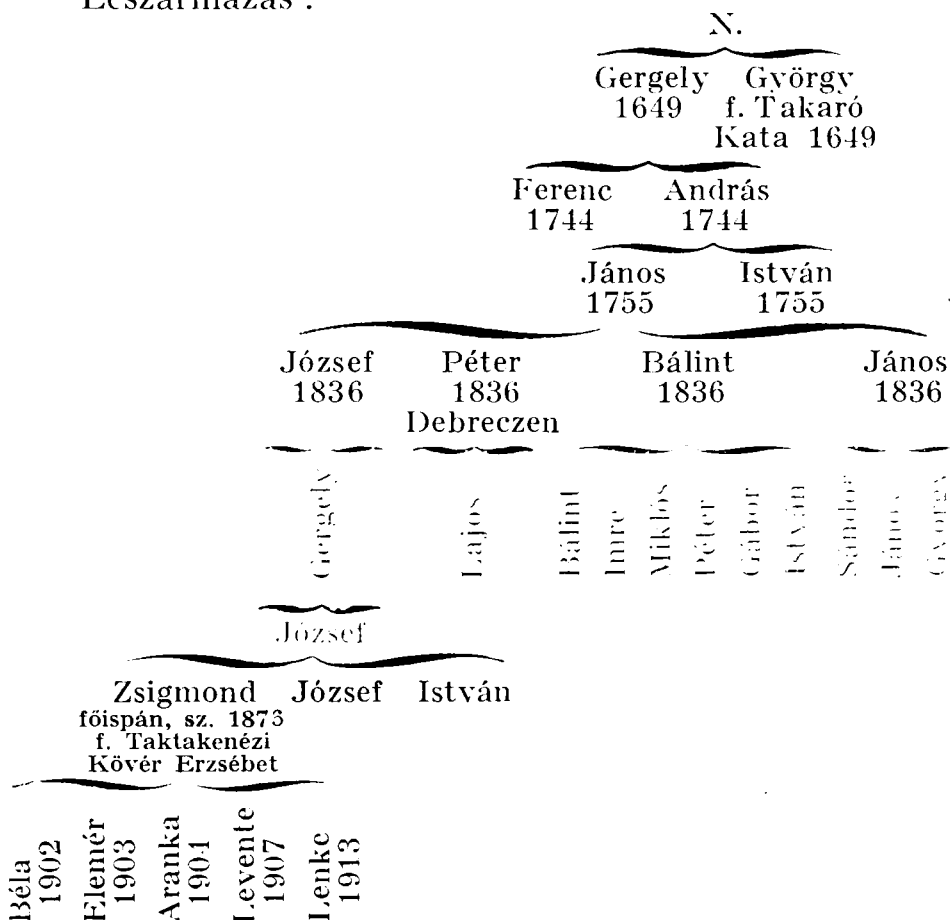 Leszármazás :
N.
Gergely György
1649 f. Takaró
Kata 1649
Ferenc András
1744 1744
János István
1755 1755
József Péter Bálint János
1836 1836 1836 1836
Debreczen
Gergely Lajos Bálint Imre Miklós Péter Gábor István Sándor János György
József
Zsigmond József István
főispán, sz. 1873
f. Taktakenézi
Kövér Erzsébet
Béla 1902
Elemér 1903
Aranka 1904
Levente 1907
Lenke 1913